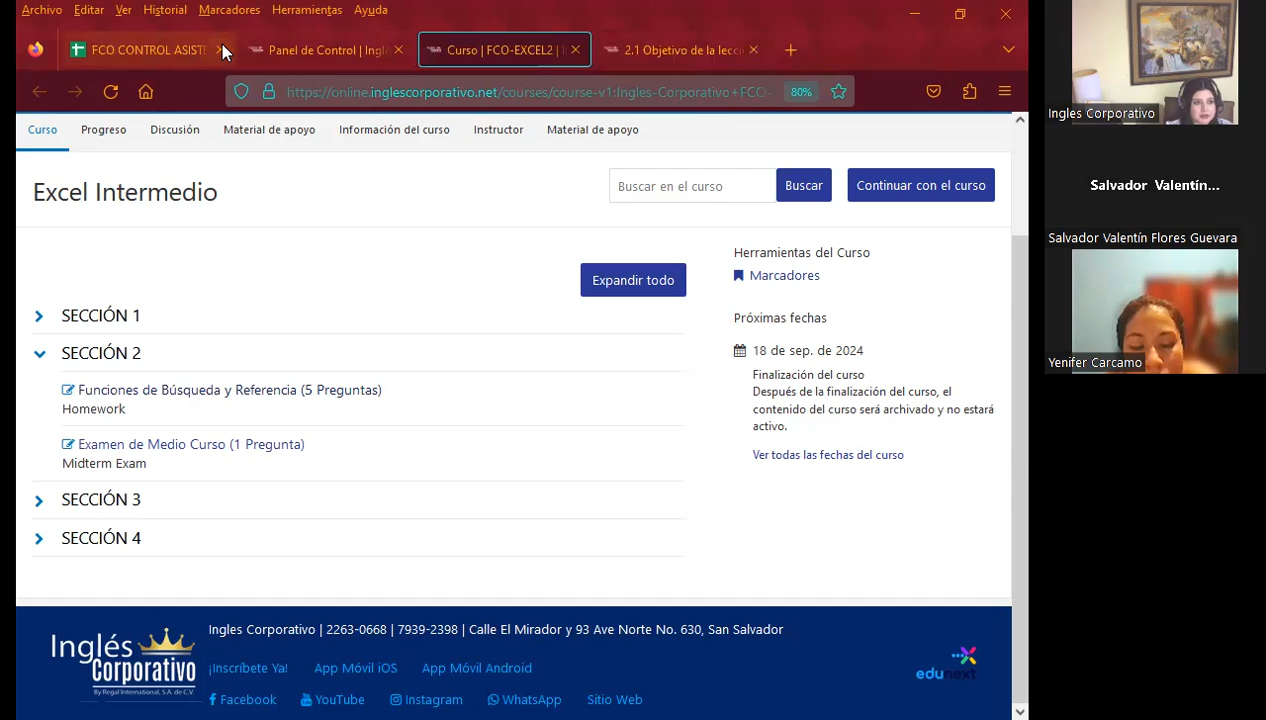 Archivo Editar Ver Historial Marcadores Herramientas Ayuda
FCO CONTROL ASIST
Panel de Control | Ingl
Curso | FCO-EXCEL2 |
2.1 Objetivo de la lecc
https://online.inglescorporativo.net/courses/course-v1:Ingles-Corporativo+FCO-
80%
Curso Progreso Discusión Material de apoyo Información del curso Instructor Material de apoyo
Excel Intermedio
Buscar en el curso
Buscar
Continuar con el curso
Expandir todo
SECCIÓN 1
SECCIÓN 2
Funciones de Búsqueda y Referencia (5 Preguntas)
Homework
Examen de Medio Curso (1 Pregunta)
Midterm Exam
SECCIÓN 3
SECCIÓN 4
Herramientas del Curso
Marcadores
Próximas fechas
18 de sep. de 2024
Finalización del curso
Después de la finalización del curso, el
contenido del curso será archivado y no estará
activo.
Ver todas las fechas del curso
Inglés
Corporativo
By Regal International, S.A. de C.V.
Ingles Corporativo | 2263-0668 | 7939-2398 | Calle El Mirador y 93 Ave Norte No. 630, San Salvador
¡Inscríbete Ya! App Móvil iOS App Móvil Android
Facebook YouTube Instagram WhatsApp Sitio Web
edunext
Ingles Corporativo
Salvador Valentín...
Salvador Valentín Flores Guevara
Yenifer Carcamo